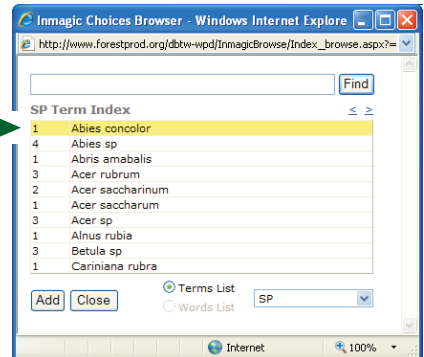 Inmagic Choices Browser - Windows Internet Explore
http://www.forestprod.org/dbtw-wpd/InmagicBrowse/Index_browse.aspx?=
Find
SP Term Index < >
1 Abies concolor
4 Abies sp
1 Abris amabalis
3 Acer rubrum
2 Acer saccharinum
1 Acer saccharum
3 Acer sp
1 Alnus rubia
3 Betula sp
1 Cariniana rubra
Add Close Terms List SP
Words List
Internet 100%